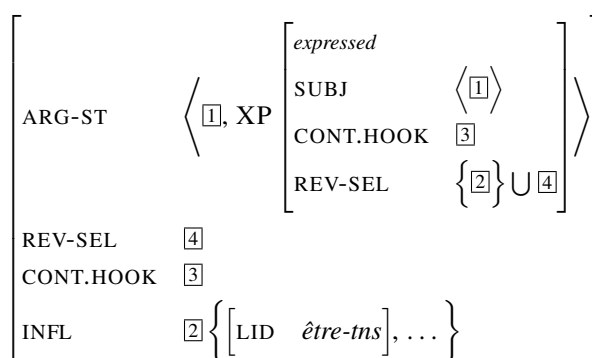 expressed
SUBJ ⟨[1]⟩
ARG-ST ⟨[1], XP
CONT.HOOK [3]
REV-SEL {[2]} ∪ [4] ⟩
REV-SEL [4]
CONT.HOOK [3]
INFL [2] {[LID être-tns], ...}